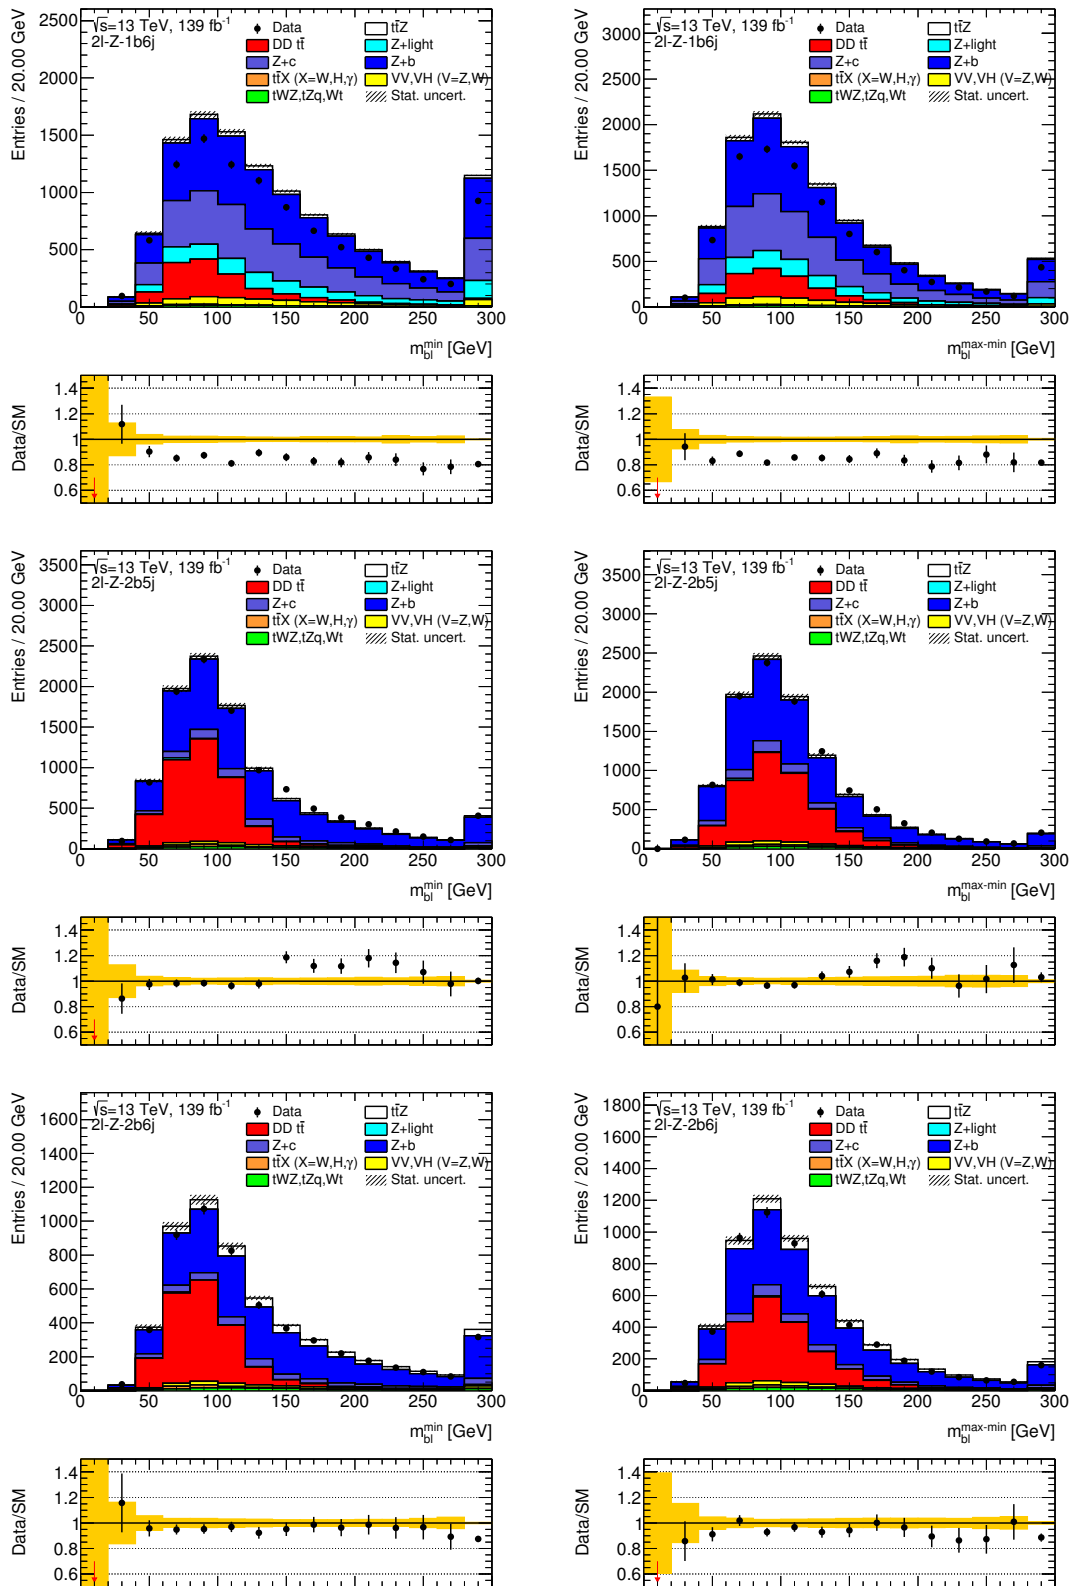 √s=13 TeV, 139 fb⁻¹
2l-Z-1b6j
Data
DD tt̄
Z+c
tt̄X (X=W,H,γ)
tWZ,tZq,Wt
tt̄Z
Z+light
Z+b
VV,VH (V=Z,W)
Stat. uncert.
Entries / 20.00 GeV
2500
2000
1500
1000
500
0
0 50 100 150 200 250 300
m_bl^min [GeV]
Data/SM
1.4
1.2
1
0.8
0.6
√s=13 TeV, 139 fb⁻¹
2l-Z-1b6j
Data
DD tt̄
Z+c
tt̄X (X=W,H,γ)
tWZ,tZq,Wt
tt̄Z
Z+light
Z+b
VV,VH (V=Z,W)
Stat. uncert.
Entries / 20.00 GeV
3000
2500
2000
1500
1000
500
0
0 50 100 150 200 250 300
m_bl^max-min [GeV]
Data/SM
1.4
1.2
1
0.8
0.6
√s=13 TeV, 139 fb⁻¹
2l-Z-2b5j
Data
DD tt̄
Z+c
tt̄X (X=W,H,γ)
tWZ,tZq,Wt
tt̄Z
Z+light
Z+b
VV,VH (V=Z,W)
Stat. uncert.
Entries / 20.00 GeV
3500
3000
2500
2000
1500
1000
500
0
0 50 100 150 200 250 300
m_bl^min [GeV]
Data/SM
1.4
1.2
1
0.8
0.6
√s=13 TeV, 139 fb⁻¹
2l-Z-2b5j
Data
DD tt̄
Z+c
tt̄X (X=W,H,γ)
tWZ,tZq,Wt
tt̄Z
Z+light
Z+b
VV,VH (V=Z,W)
Stat. uncert.
Entries / 20.00 GeV
3500
3000
2500
2000
1500
1000
500
0
0 50 100 150 200 250 300
m_bl^max-min [GeV]
Data/SM
1.4
1.2
1
0.8
0.6
√s=13 TeV, 139 fb⁻¹
2l-Z-2b6j
Data
DD tt̄
Z+c
tt̄X (X=W,H,γ)
tWZ,tZq,Wt
tt̄Z
Z+light
Z+b
VV,VH (V=Z,W)
Stat. uncert.
Entries / 20.00 GeV
1600
1400
1200
1000
800
600
400
200
0
0 50 100 150 200 250 300
m_bl^min [GeV]
Data/SM
1.4
1.2
1
0.8
0.6
√s=13 TeV, 139 fb⁻¹
2l-Z-2b6j
Data
DD tt̄
Z+c
tt̄X (X=W,H,γ)
tWZ,tZq,Wt
tt̄Z
Z+light
Z+b
VV,VH (V=Z,W)
Stat. uncert.
Entries / 20.00 GeV
1800
1600
1400
1200
1000
800
600
400
200
0
0 50 100 150 200 250 300
m_bl^max-min [GeV]
Data/SM
1.4
1.2
1
0.8
0.6